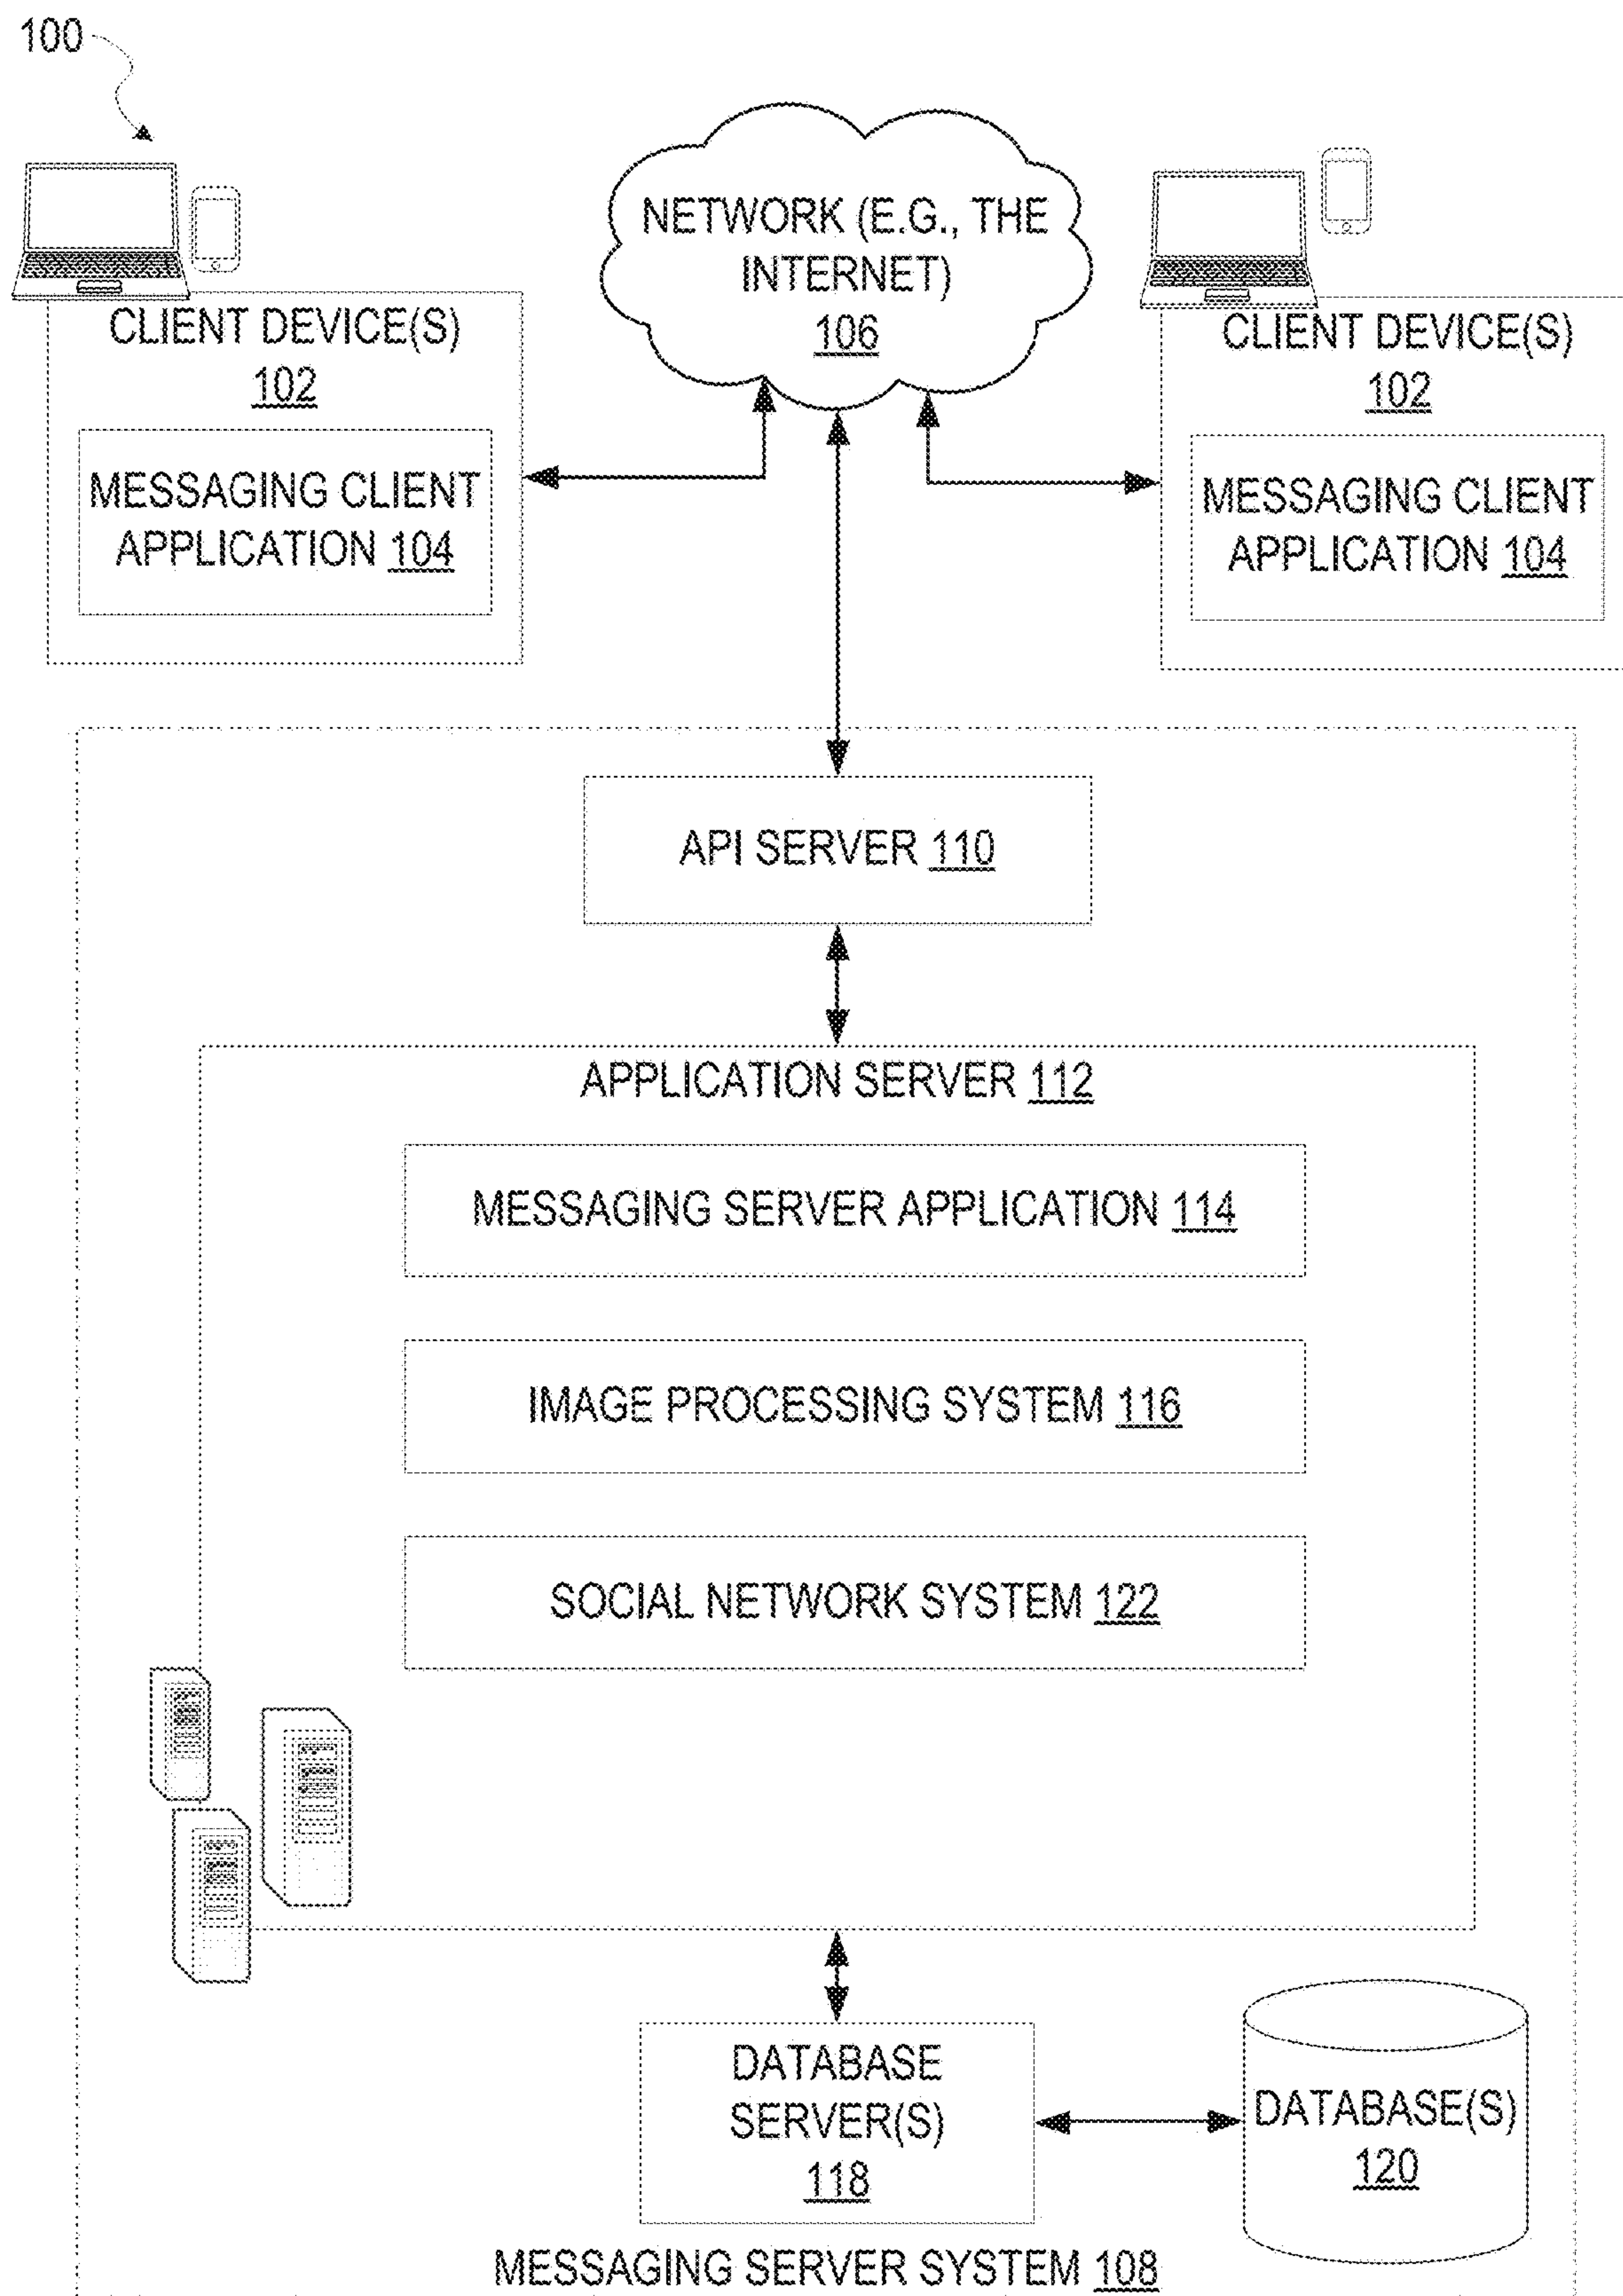 100
NETWORK (E.G., THE
INTERNET)
106
CLIENT DEVICE(S)
102
MESSAGING CLIENT
APPLICATION 104
CLIENT DEVICE(S)
102
MESSAGING CLIENT
APPLICATION 104
API SERVER 110
APPLICATION SERVER 112
MESSAGING SERVER APPLICATION 114
IMAGE PROCESSING SYSTEM 116
SOCIAL NETWORK SYSTEM 122
DATABASE
SERVER(S)
118
DATABASE(S)
120
MESSAGING SERVER SYSTEM 108